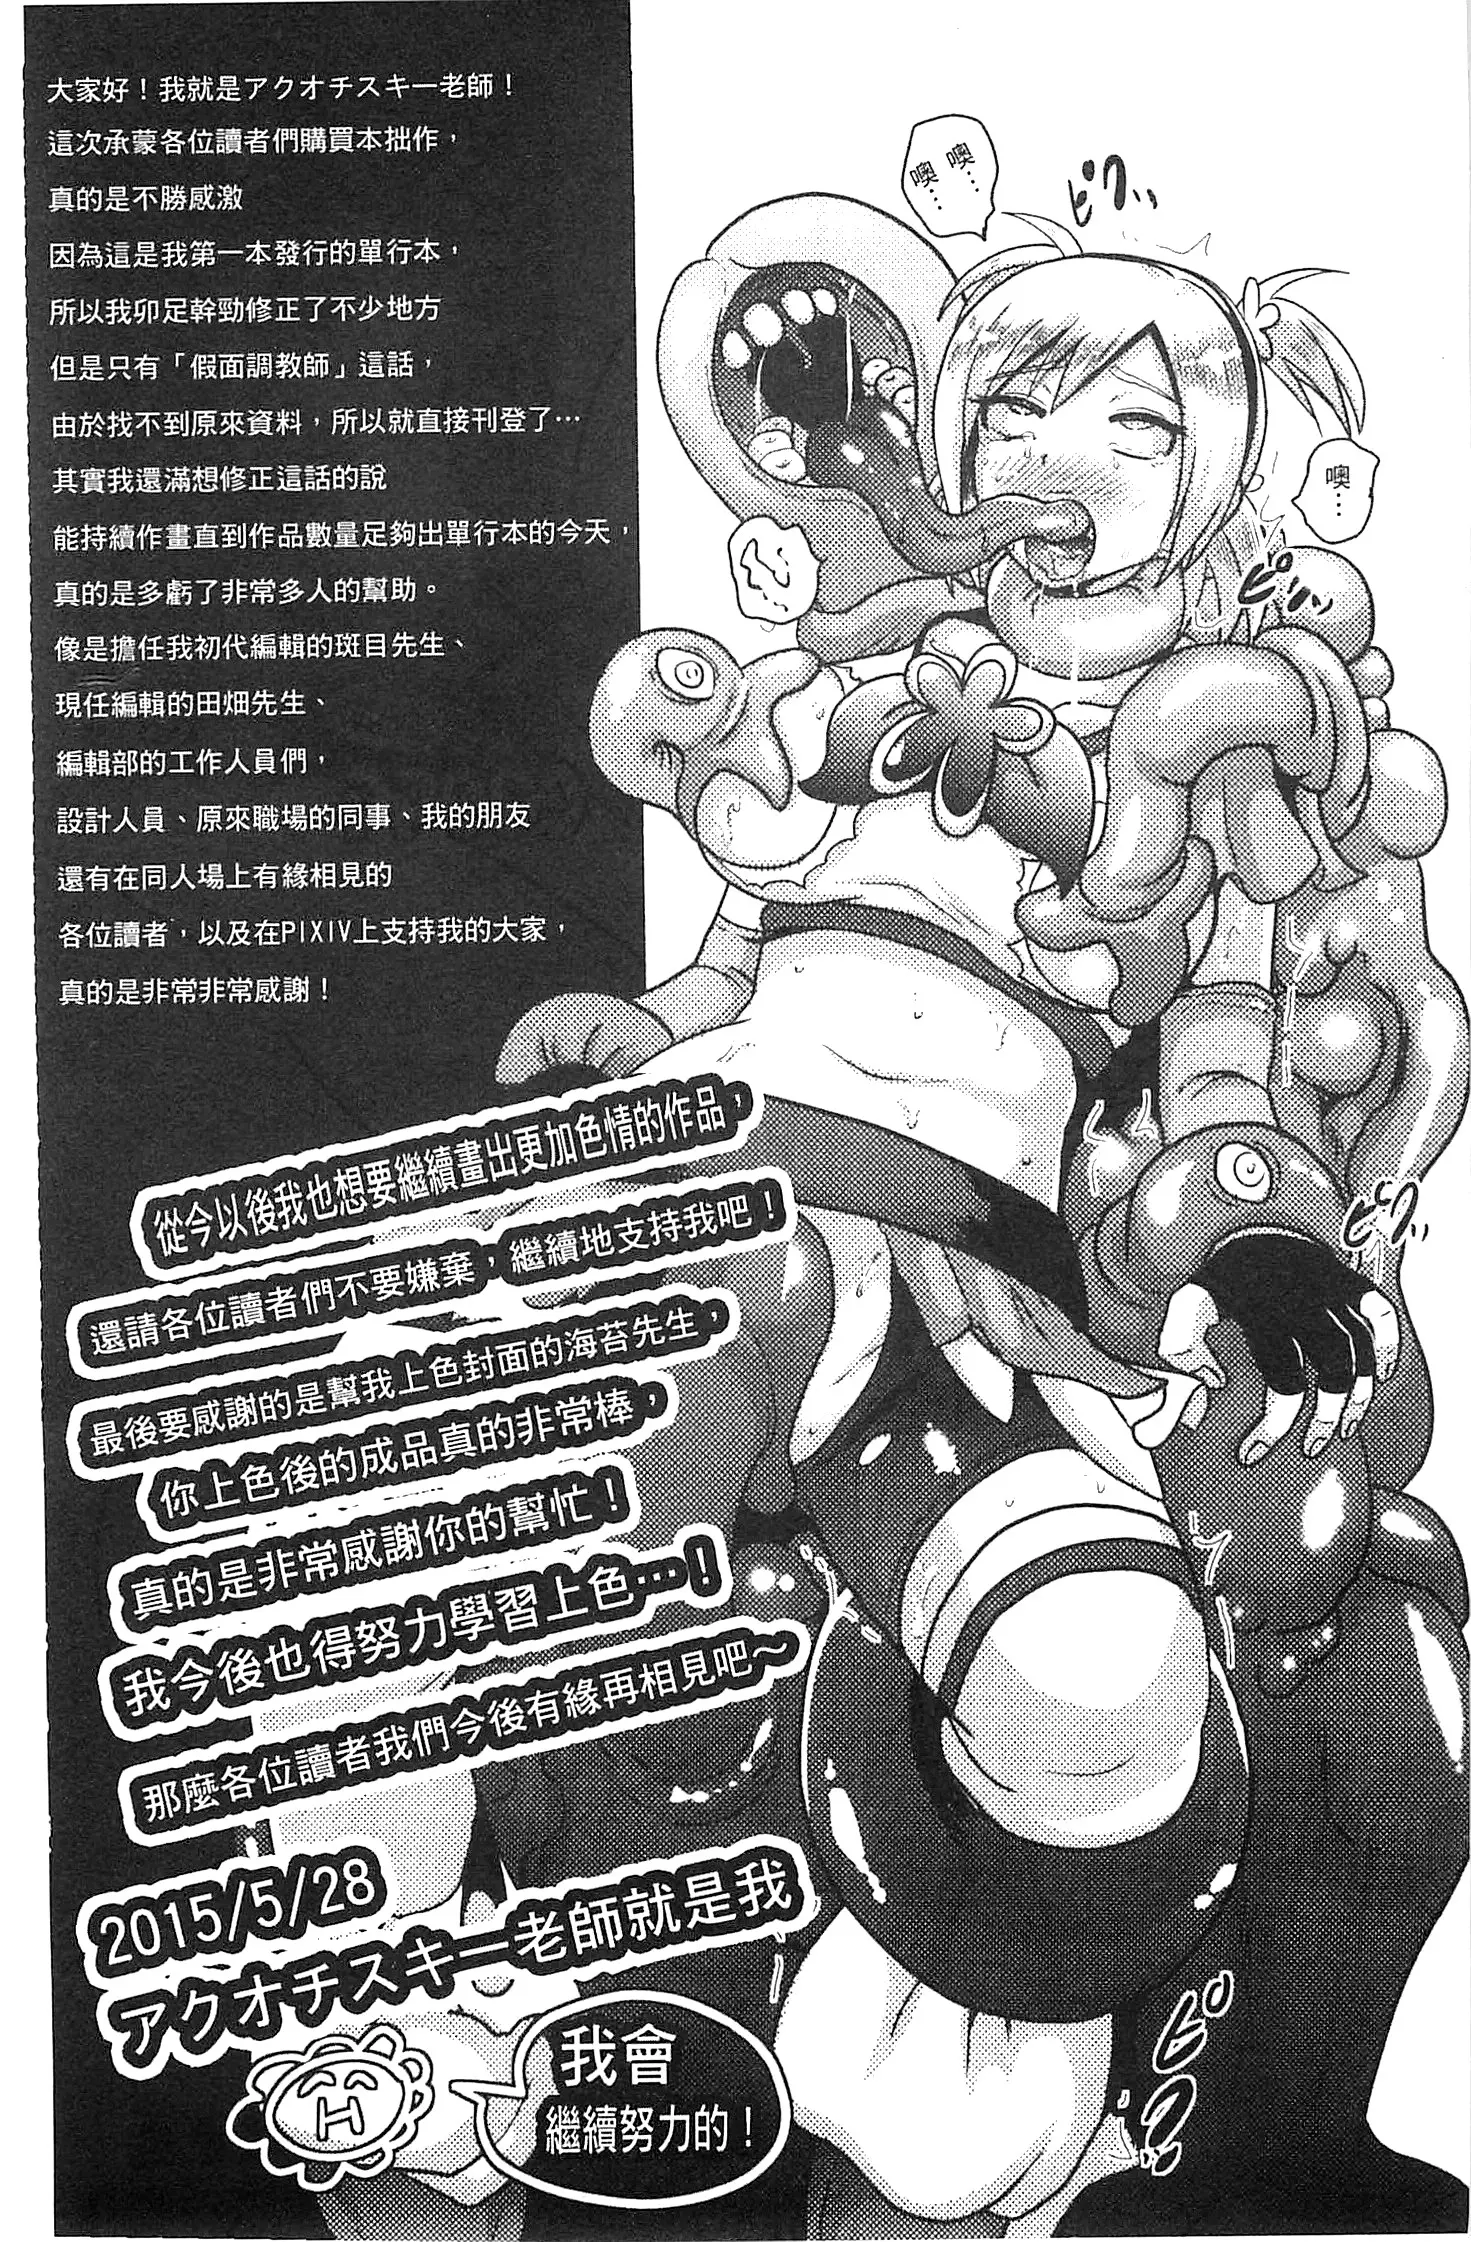 大家好！我就是アクオチスキー老師！
這次承蒙各位讀者們購買本拙作，
真的是不勝感激
因為這是我第一本發行的單行本，
所以我卯足幹勁修正了不少地方
但是只有「假面調教師」這話，
由於找不到原來資料，所以就直接刊登了…
其實我還滿想修正這話的說
能持續作畫直到作品數量足夠出單行本的今天，
真的是多虧了非常多人的幫助。
像是擔任我初代編輯的斑目先生、
現任編輯的田畑先生、
編輯部的工作人員們，
設計人員、原來職場的同事、我的朋友
還有在同人場上有緣相見的
各位讀者，以及在PIXIV上支持我的大家，
真的是非常非常感謝！
從今以後我也想要繼續畫出更加色情的作品，
還請各位讀者們不要嫌棄，繼續地支持我吧！
最後要感謝的是幫我上色封面的海苔先生，
你上色後的成品真的非常棒，
真的是非常感謝你的幫忙！
我今後也得努力學習上色…！
那麼各位讀者我們今後有緣再相見吧～
2015/5/28
アクオチスキー老師就是我
我會
繼續努力的！
噢…
噢…
ビクッ
噢…
ビクッ
ビクッ
ビクッ